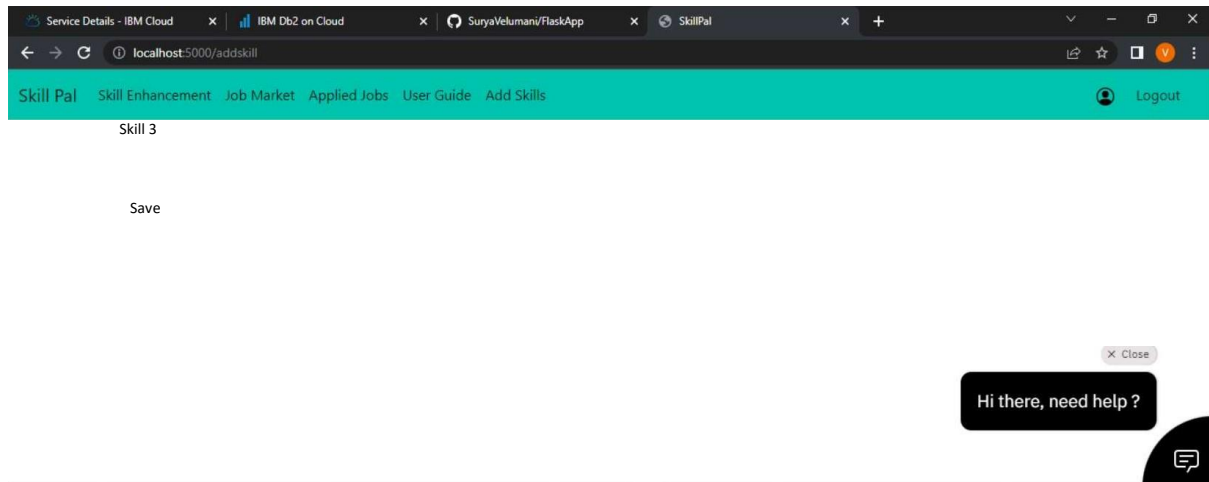 Service Details - IBM Cloud IBM Db2 on Cloud SuryaVelumani/FlaskApp SkillPal
localhost:5000/addskill V
Skill Pal Skill Enhancement Job Market Applied Jobs User Guide Add Skills Logout
Skill 3
Save
Close
Hi there, need help ?